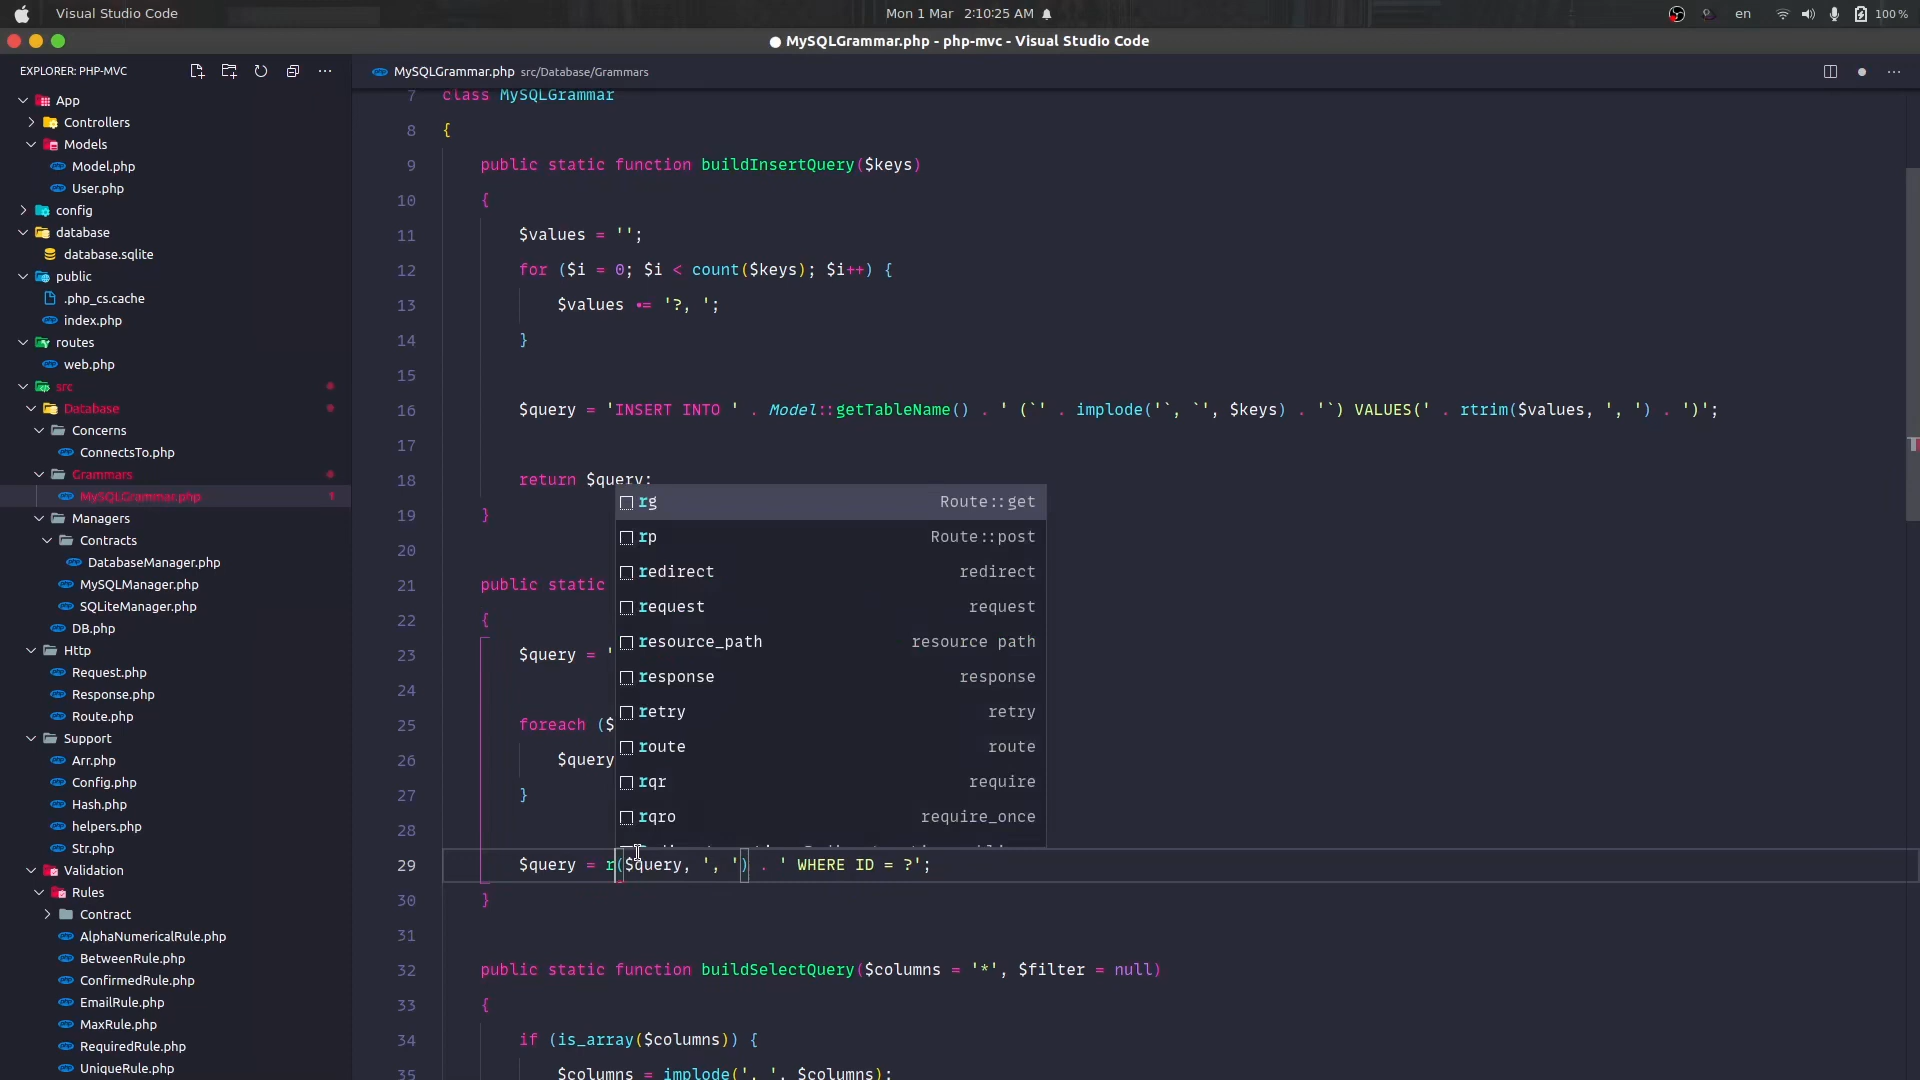 Visual Studio Code
Mon 1 Mar 2:10:25 AM
en
100 %
MySQLGrammar.php - php-mvc - Visual Studio Code
EXPLORER: PHP-MVC
MySQLGrammar.php src/Database/Grammars
App
Controllers
Models
Model.php
User.php
config
database
database.sqlite
public
.php_cs.cache
index.php
routes
web.php
src
Database
Concerns
ConnectsTo.php
Grammars
MySQLGrammar.php 1
Managers
Contracts
DatabaseManager.php
MySQLManager.php
SQLiteManager.php
DB.php
Http
Request.php
Response.php
Route.php
Support
Arr.php
Config.php
Hash.php
helpers.php
Str.php
Validation
Rules
Contract
AlphaNumericalRule.php
BetweenRule.php
ConfirmedRule.php
EmailRule.php
MaxRule.php
RequiredRule.php
UniqueRule.php
7 class MySQLGrammar
8 {
9 public static function buildInsertQuery($keys)
10 {
11 $values = '';
12 for ($i = 0; $i < count($keys); $i++) {
13 $values .= '?, ';
14 }
15
16 $query = 'INSERT INTO ' . Model::getTableName() . ' (`' . implode('`, `', $keys) . '`) VALUES(' . rtrim($values, ', ') . ')';
17
18 return $query;
19 }
20
21 public static
22 {
23 $query = '
24
25 foreach ($
26 $query
27 }
28
29 $query = r($query, ', ') . ' WHERE ID = ?';
30 }
31
32 public static function buildSelectQuery($columns = '*', $filter = null)
33 {
34 if (is_array($columns)) {
35 $columns = implode(', ', $columns);
rg Route::get
rp Route::post
redirect redirect
request request
resource_path resource path
response response
retry retry
route route
rqr require
rqro require_once